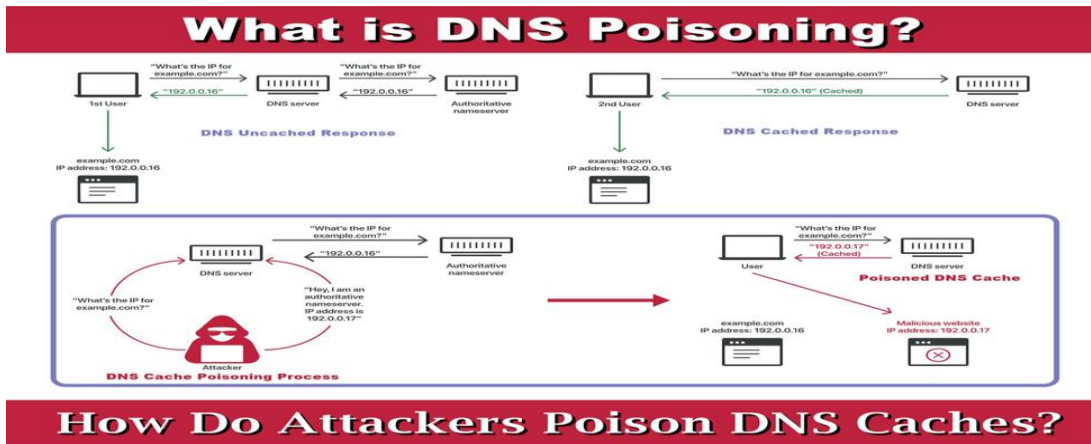 What is DNS Poisoning?
"What's the IP for
example.com?"
"192.0.0.16"
1st User
DNS server
"What's the IP for
example.com?"
"192.0.0.16"
Authoritative
nameserver
DNS Uncached Response
example.com
IP address: 192.0.0.16
"What's the IP for example.com?"
"192.0.0.16" (Cached)
2nd User
DNS server
DNS Cached Response
example.com
IP address: 192.0.0.16
"What's the IP for
example.com?"
"192.0.0.16"
DNS server
Authoritative
nameserver
"What's the IP for
example.com?"
"Hey, I am an
authoritative
nameserver.
IP address is
192.0.0.17"
Attacker
DNS Cache Poisoning Process
"What's the IP for
example.com?"
"192.0.0.17"
(Cached)
User
DNS server
Poisoned DNS Cache
example.com
IP address: 192.0.0.16
Malicious website
IP address: 192.0.0.17
How Do Attackers Poison DNS Caches?